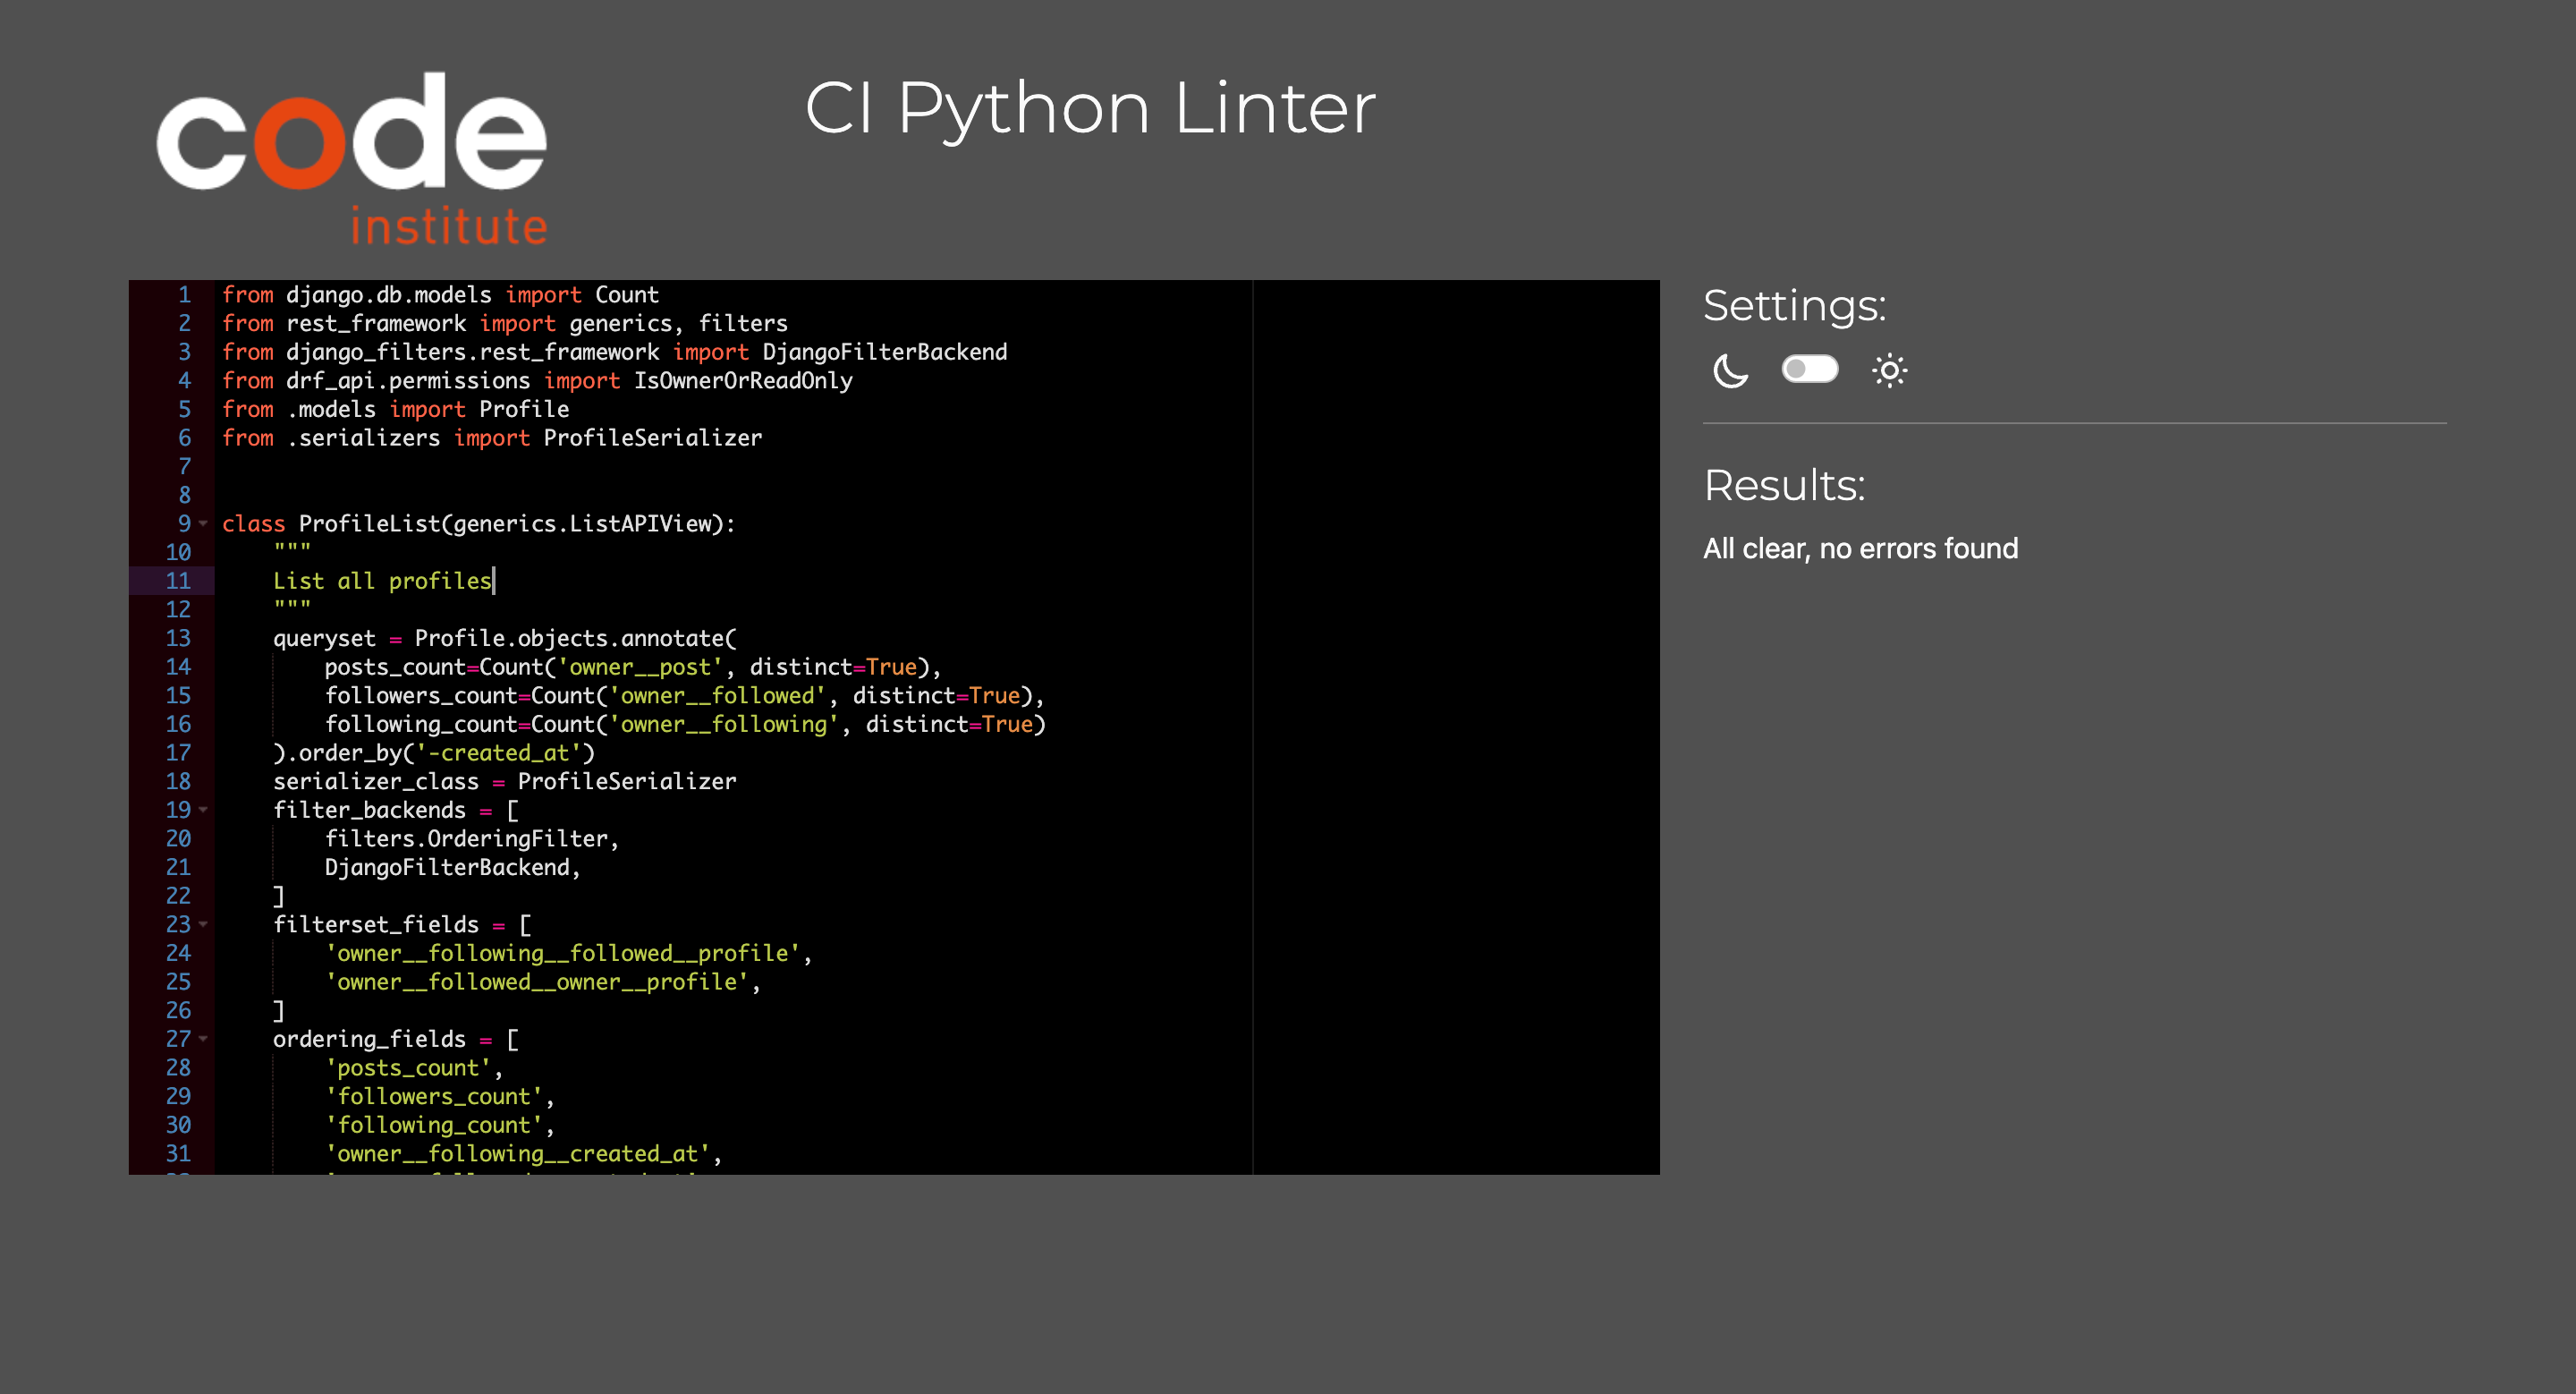 code
institute
CI Python Linter
1 from django.db.models import Count
2 from rest_framework import generics, filters
3 from django_filters.rest_framework import DjangoFilterBackend
4 from drf_api.permissions import IsOwnerOrReadOnly
5 from .models import Profile
6 from .serializers import ProfileSerializer
7
8
9 class ProfileList(generics.ListAPIView):
10     """
11     List all profiles
12     """
13     queryset = Profile.objects.annotate(
14         posts_count=Count('owner__post', distinct=True),
15         followers_count=Count('owner__followed', distinct=True),
16         following_count=Count('owner__following', distinct=True)
17     ).order_by('-created_at')
18     serializer_class = ProfileSerializer
19     filter_backends = [
20         filters.OrderingFilter,
21         DjangoFilterBackend,
22     ]
23     filterset_fields = [
24         'owner__following__followed__profile',
25         'owner__followed__owner__profile',
26     ]
27     ordering_fields = [
28         'posts_count',
29         'followers_count',
30         'following_count',
31         'owner__following__created_at',
Settings:
Results:
All clear, no errors found